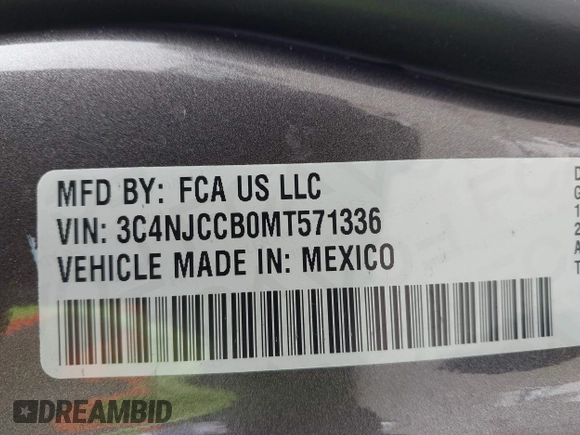 MFD BY: FCA US LLC
VIN: 3C4NJCCB0MT571336
VEHICLE MADE IN: MEXICO
DREAMBID